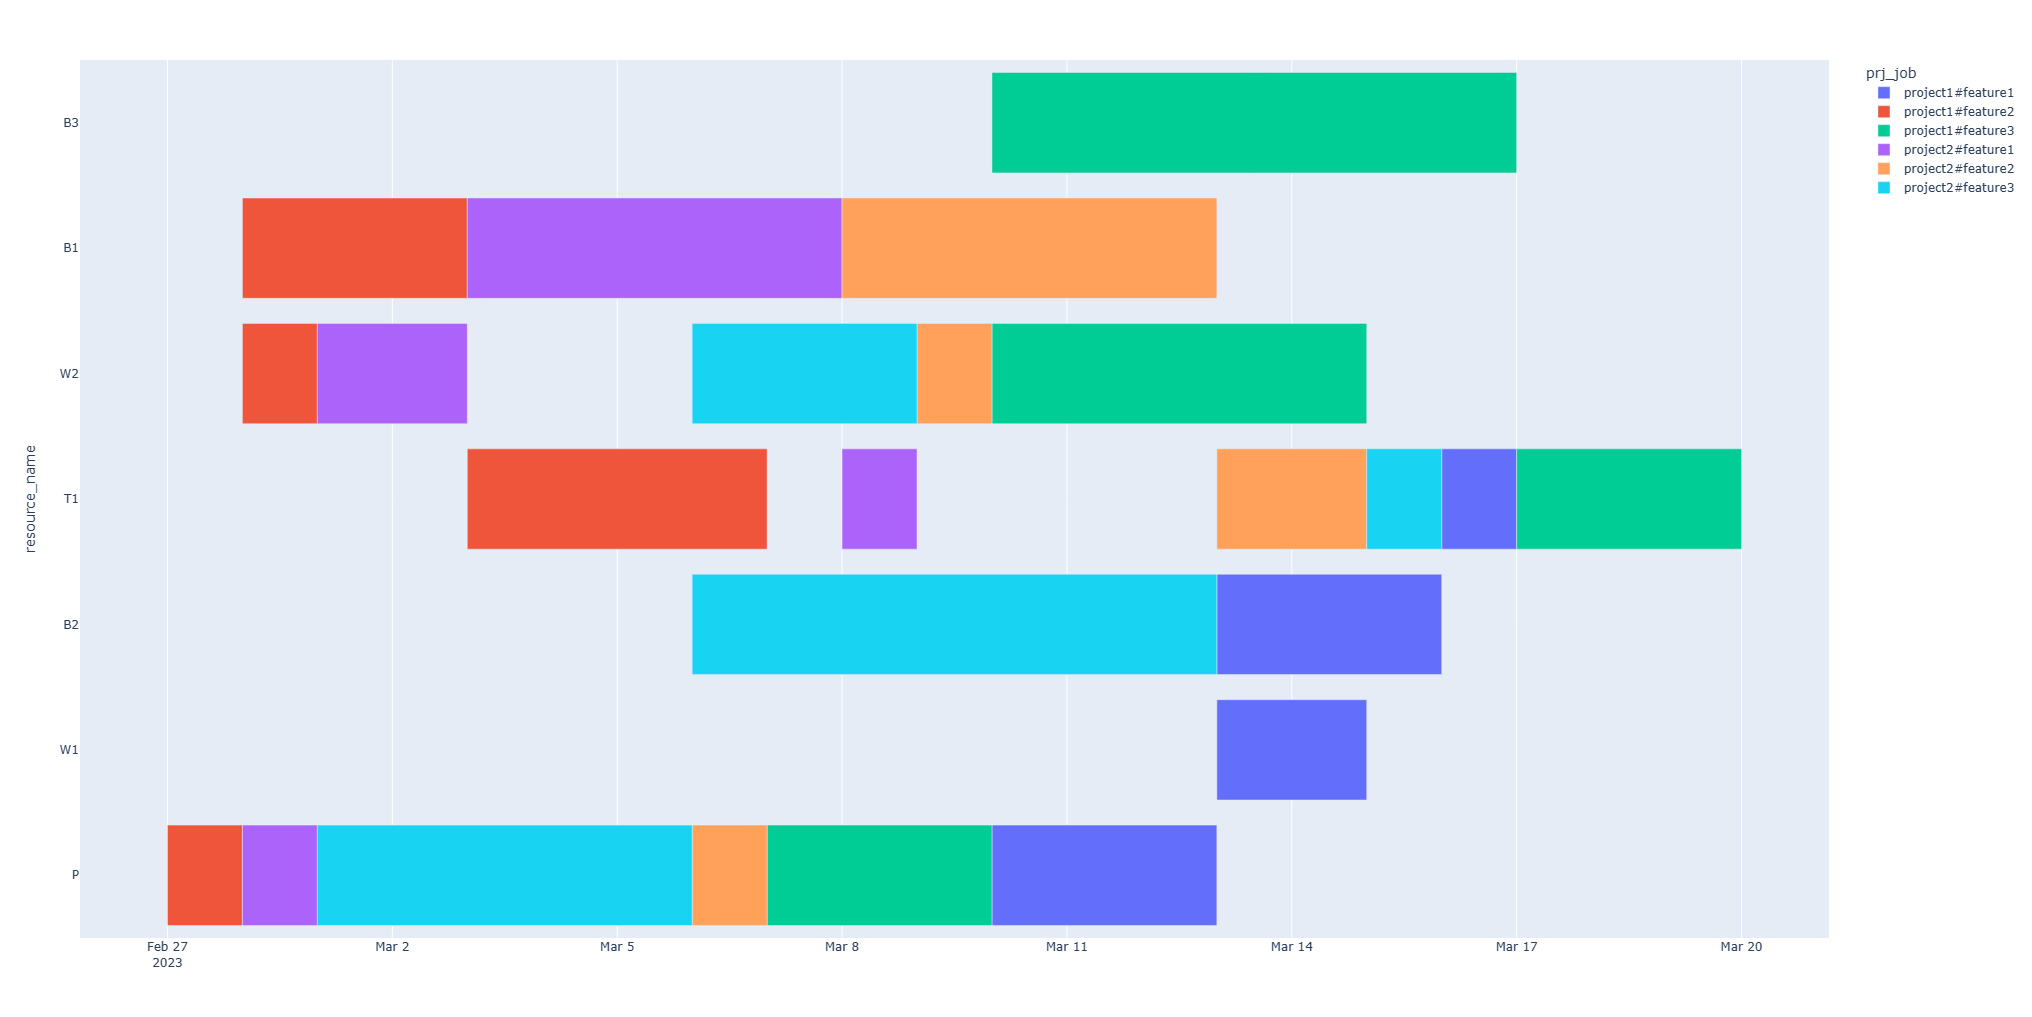 prj_job
project1#feature1
project1#feature2
project1#feature3
project2#feature1
project2#feature2
project2#feature3
resource_name
B3
B1
W2
T1
B2
W1
P
Feb 27
2023
Mar 2
Mar 5
Mar 8
Mar 11
Mar 14
Mar 17
Mar 20